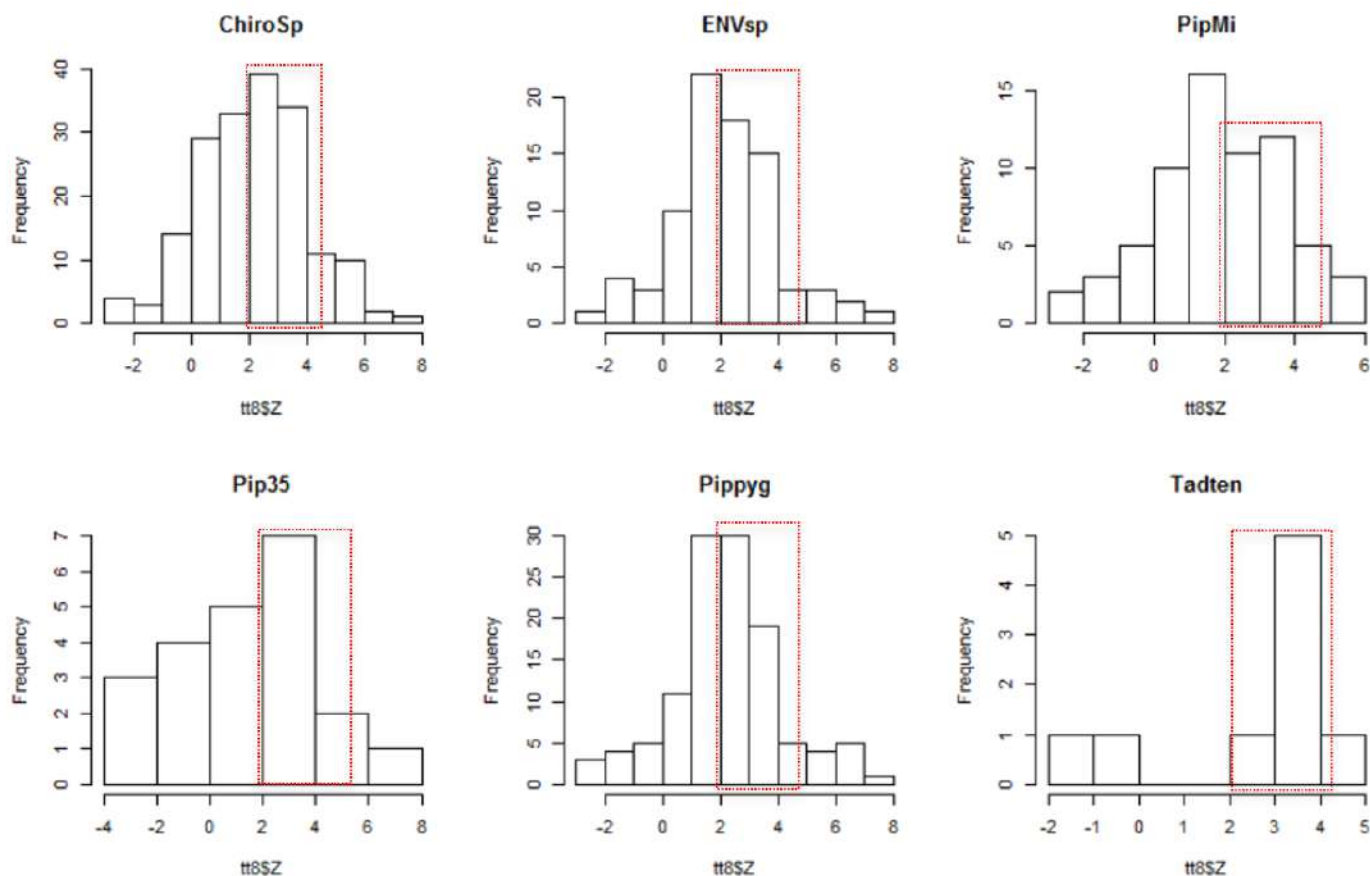 ChiroSp
ENVsp
PipMi
Frequency
0 10 20 30 40
-2 0 2 4 6 8
tt8$Z
Frequency
0 5 10 15 20
-2 0 2 4 6 8
tt8$Z
Frequency
0 5 10 15
-2 0 2 4 6
tt8$Z
Pip35
Pippyg
Tadten
Frequency
0 1 2 3 4 5 6 7
-4 -2 0 2 4 6 8
tt8$Z
Frequency
0 5 10 15 20 25 30
-2 0 2 4 6 8
tt8$Z
Frequency
0 1 2 3 4 5
-2 -1 0 1 2 3 4 5
tt8$Z